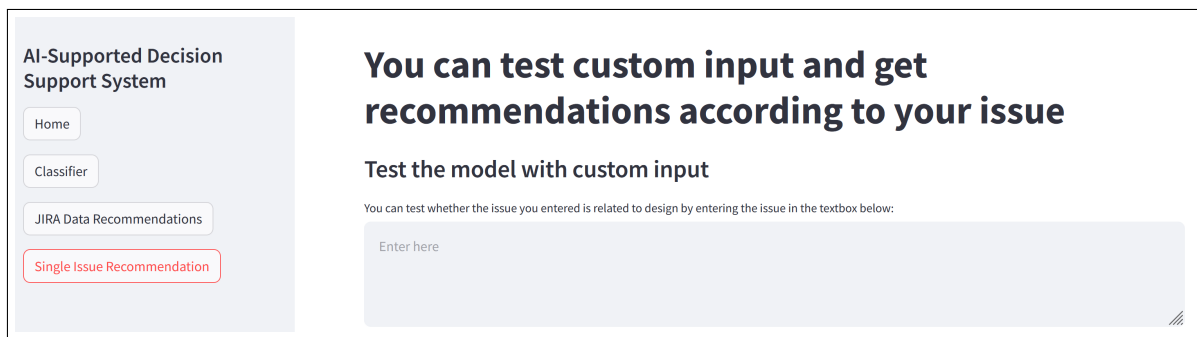 AI-Supported Decision
Support System
Home
Classifier
JIRA Data Recommendations
Single Issue Recommendation
You can test custom input and get
recommendations according to your issue
Test the model with custom input
You can test whether the issue you entered is related to design by entering the issue in the textbox below:
Enter here